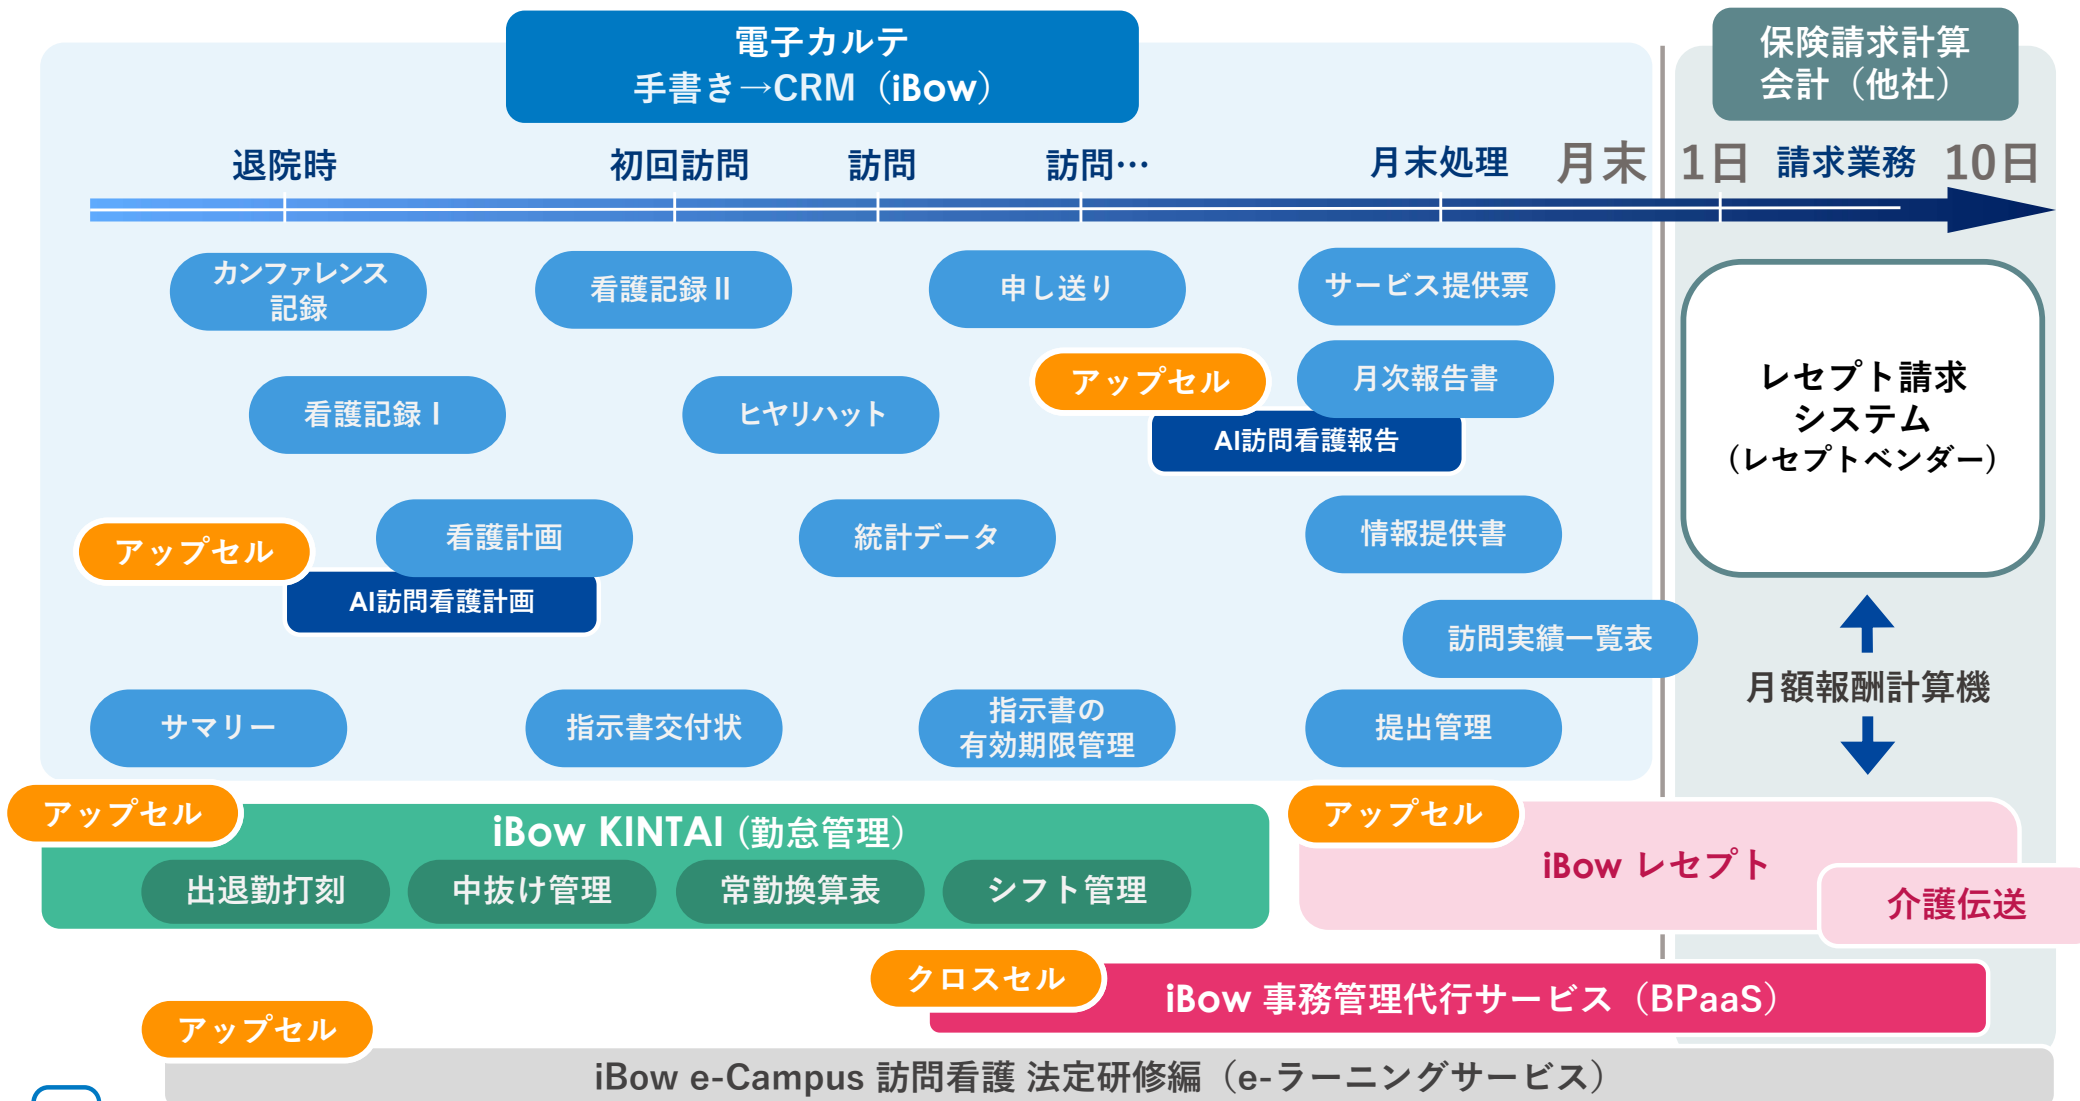 電子カルテ
手書き→CRM（iBow）
保険請求計算
会計（他社）
退院時
初回訪問
訪問
訪問…
月末処理
月末
1日
請求業務
10日
カンファレンス
記録
看護記録Ⅱ
申し送り
サービス提供票
看護記録Ⅰ
ヒヤリハット
アップセル
月次報告書
AI訪問看護報告
レセプト請求
システム
（レセプトベンダー）
アップセル
看護計画
AI訪問看護計画
統計データ
情報提供書
訪問実績一覧表
月額報酬計算機
サマリー
指示書交付状
指示書の
有効期限管理
提出管理
アップセル
iBow KINTAI（勤怠管理）
出退勤打刻
中抜け管理
常勤換算表
シフト管理
アップセル
iBow レセプト
介護伝送
クロスセル
iBow 事務管理代行サービス（BPaaS）
アップセル
iBow e-Campus 訪問看護 法定研修編（e-ラーニングサービス）